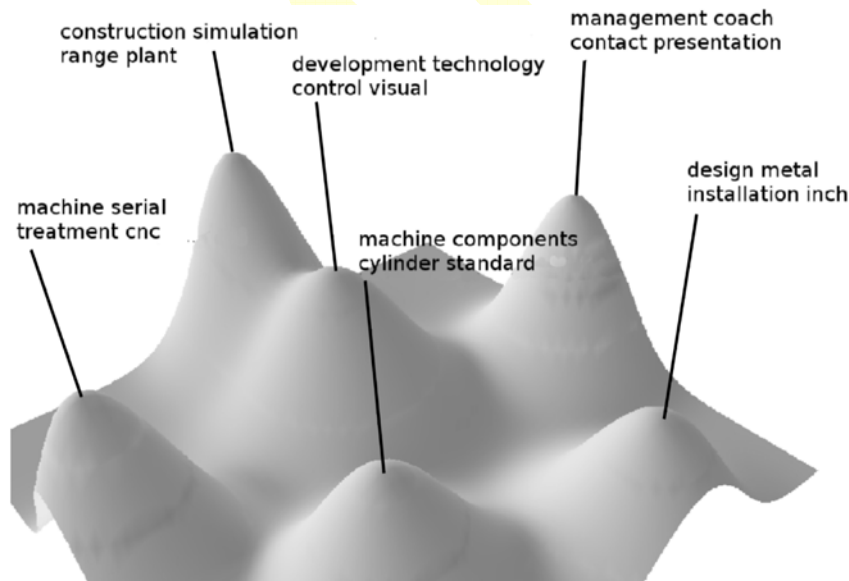 construction simulation
range plant
development technology
control visual
management coach
contact presentation
design metal
installation inch
machine serial
treatment cnc
machine components
cylinder standard